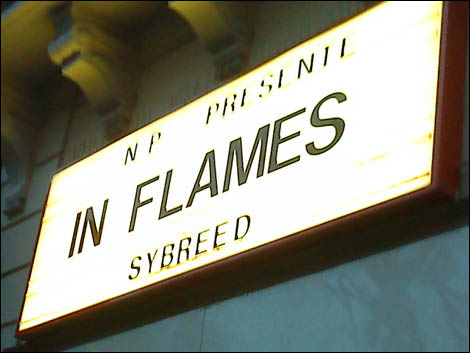 NP PRESENTE
IN FLAMES
SYBREED